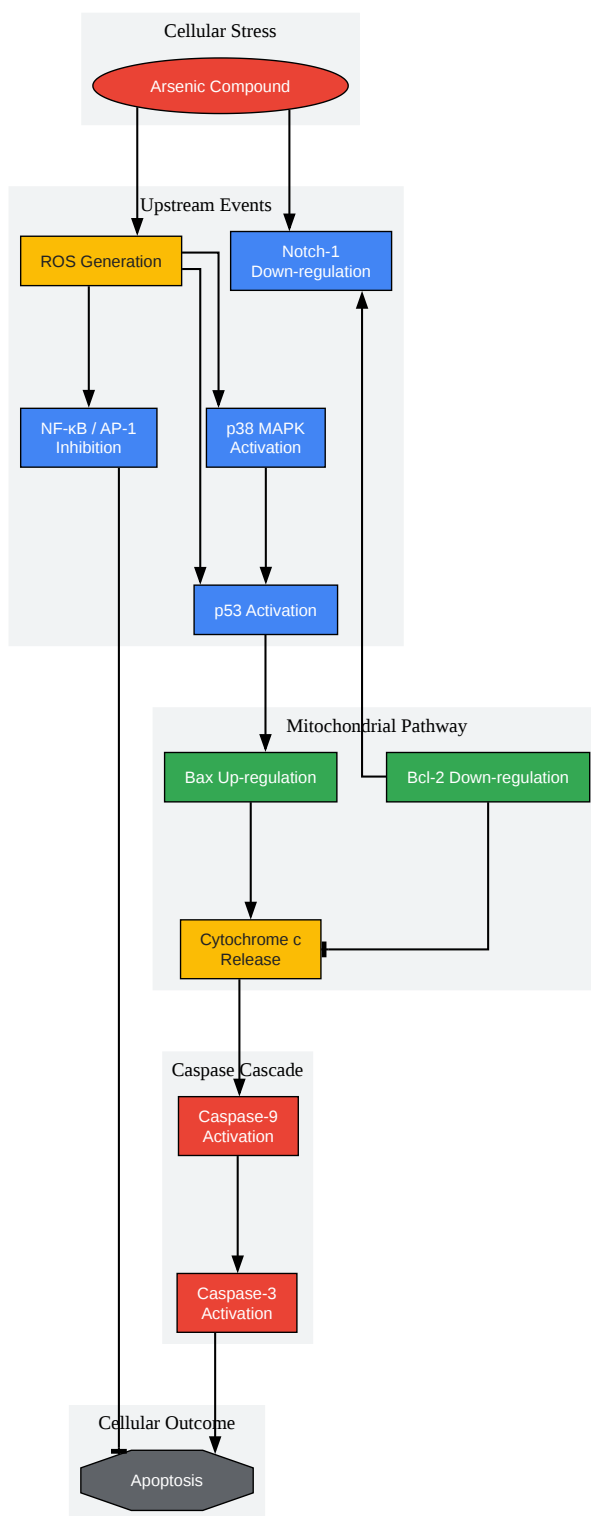 Cellular Stress
Arsenic Compound
Upstream Events
ROS Generation
Notch-1
Down-regulation
NF-κB / AP-1
Inhibition
p38 MAPK
Activation
p53 Activation
Mitochondrial Pathway
Bax Up-regulation
Bcl-2 Down-regulation
Cytochrome c
Release
Caspase Cascade
Caspase-9
Activation
Caspase-3
Activation
Cellular Outcome
Apoptosis